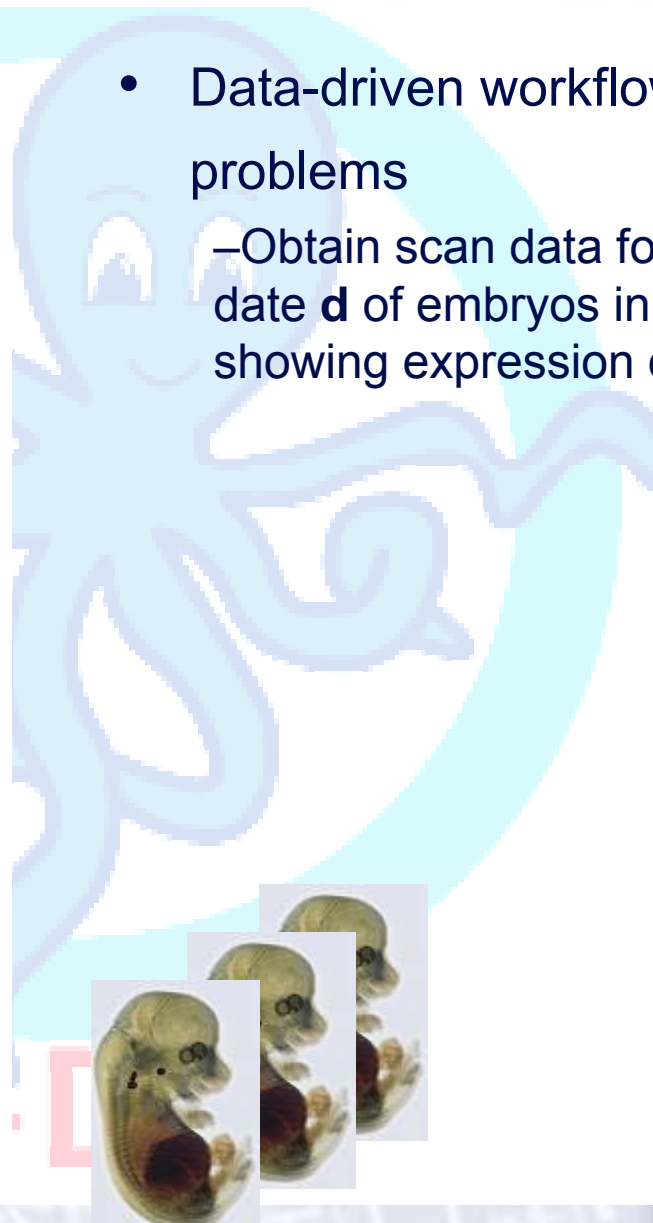 • Data-driven workflow
problems
–Obtain scan data fo
date d of embryos in
showing expression